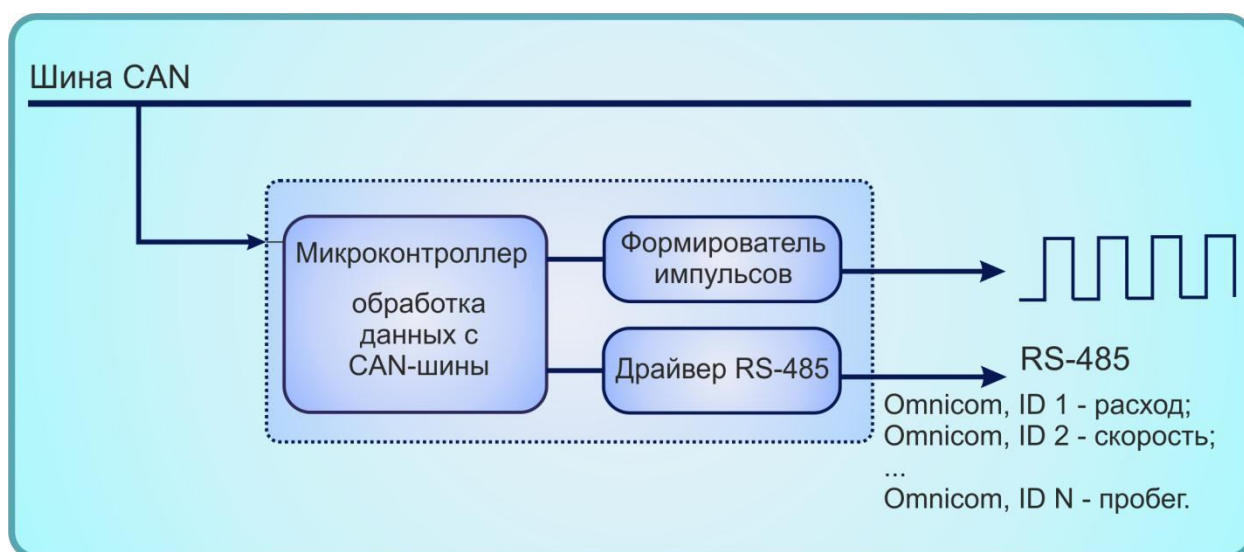 Шина CAN
Микроконтроллер
обработка
данных с
CAN-шины
Формирователь
импульсов
Драйвер RS-485
RS-485
Omnicom, ID 1 - расход;
Omnicom, ID 2 - скорость;
...
Omnicom, ID N - пробег.